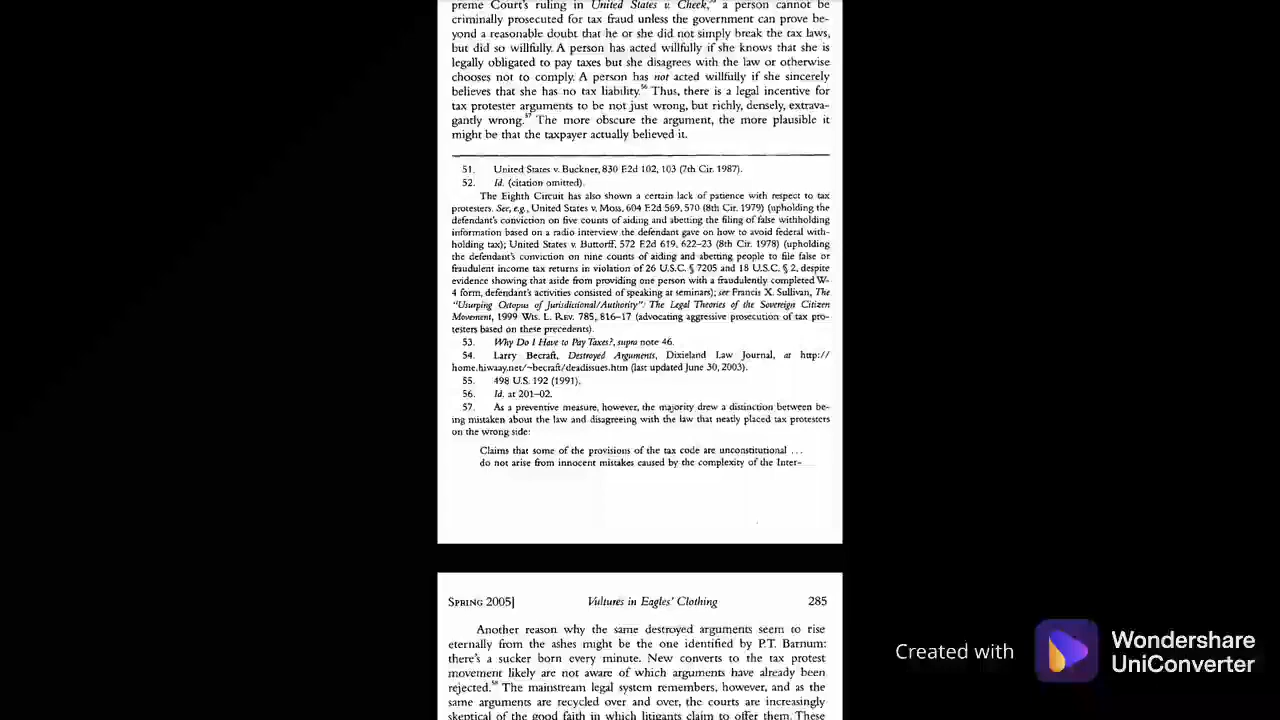 preme Court's ruling in United States v. Cheek,55 a person cannot be
criminally prosecuted for tax fraud unless the government can prove be-
yond a reasonable doubt that he or she did not simply break the tax laws,
but did so willfully. A person has acted willfully if she knows that she is
legally obligated to pay taxes but she disagrees with the law or otherwise
chooses not to comply. A person has not acted willfully if she sincerely
believes that she has no tax liability.56 Thus, there is a legal incentive for
tax protester arguments to be not just wrong, but richly, densely, extrava-
gantly wrong.57 The more obscure the argument, the more plausible it
might be that the taxpayer actually believed it.
51. United States v. Buckner, 830 F.2d 102, 103 (7th Cir. 1987).
52. Id. (citation omitted).
The Eighth Circuit has also shown a certain lack of patience with respect to tax
protesters. See, e.g., United States v. Moss, 604 F.2d 569, 570 (8th Cir. 1979) (upholding the
defendant's conviction on five counts of aiding and abetting the filing of false withholding
information based on a radio interview the defendant gave on how to avoid federal with-
holding tax); United States v. Buttorff, 572 F.2d 619, 622–23 (8th Cir. 1978) (upholding
the defendant's conviction on nine counts of aiding and abetting people to file false or
fraudulent income tax returns in violation of 26 U.S.C. § 7205 and 18 U.S.C. § 2, despite
evidence showing that aside from providing one person with a fraudulently completed W-
4 form, defendant's activities consisted of speaking at seminars); see Francis X. Sullivan, The
"Usurping Octopus of Jurisdictional/Authority": The Legal Theories of the Sovereign Citizen
Movement, 1999 Wis. L. Rev. 785, 816–17 (advocating aggressive prosecution of tax pro-
testers based on these precedents).
53. Why Do I Have to Pay Taxes?, supra note 46.
54. Larry Becraft, Destroyed Arguments, Dixieland Law Journal, at http://
home.hiwaay.net/~becraft/deadissues.htm (last updated June 30, 2003).
55. 498 U.S. 192 (1991).
56. Id. at 201–02.
57. As a preventive measure, however, the majority drew a distinction between be-
ing mistaken about the law and disagreeing with the law that neatly placed tax protesters
on the wrong side:
Claims that some of the provisions of the tax code are unconstitutional ...
do not arise from innocent mistakes caused by the complexity of the Inter-
Spring 2005] Vultures in Eagles' Clothing 285
Another reason why the same destroyed arguments seem to rise
eternally from the ashes might be the one identified by P.T. Barnum:
there's a sucker born every minute. New converts to the tax protest
movement likely are not aware of which arguments have already been
rejected.58 The mainstream legal system remembers, however, and as the
same arguments are recycled over and over, the courts are increasingly
skeptical of the good faith in which litigants claim to offer them. These
Created with Wondershare
UniConverter